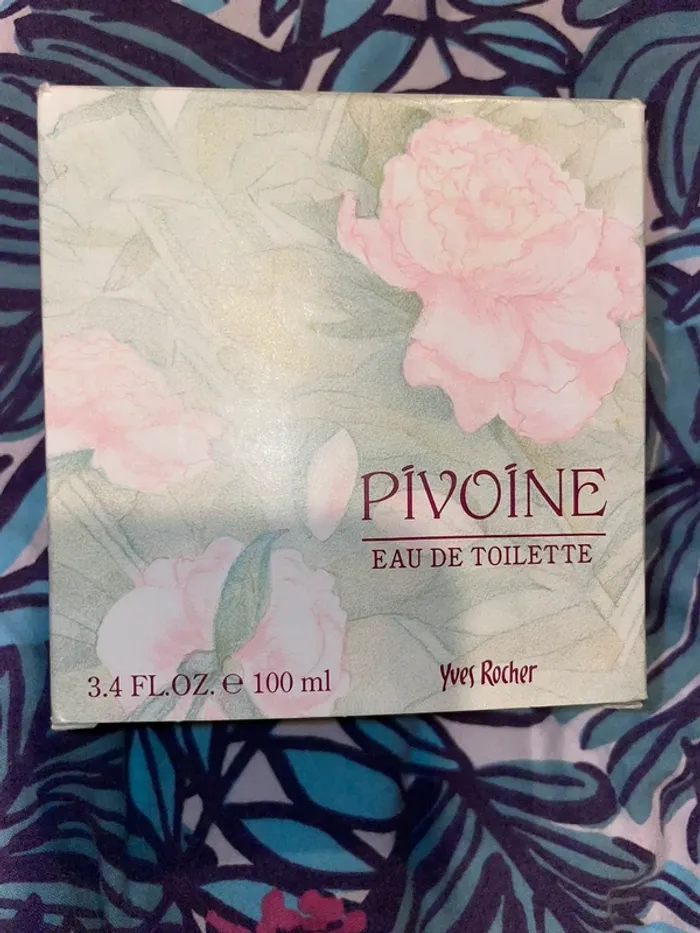 PIVOINE
EAU DE TOILETTE
3.4 FL.OZ. ℮ 100 ml
Yves Rocher